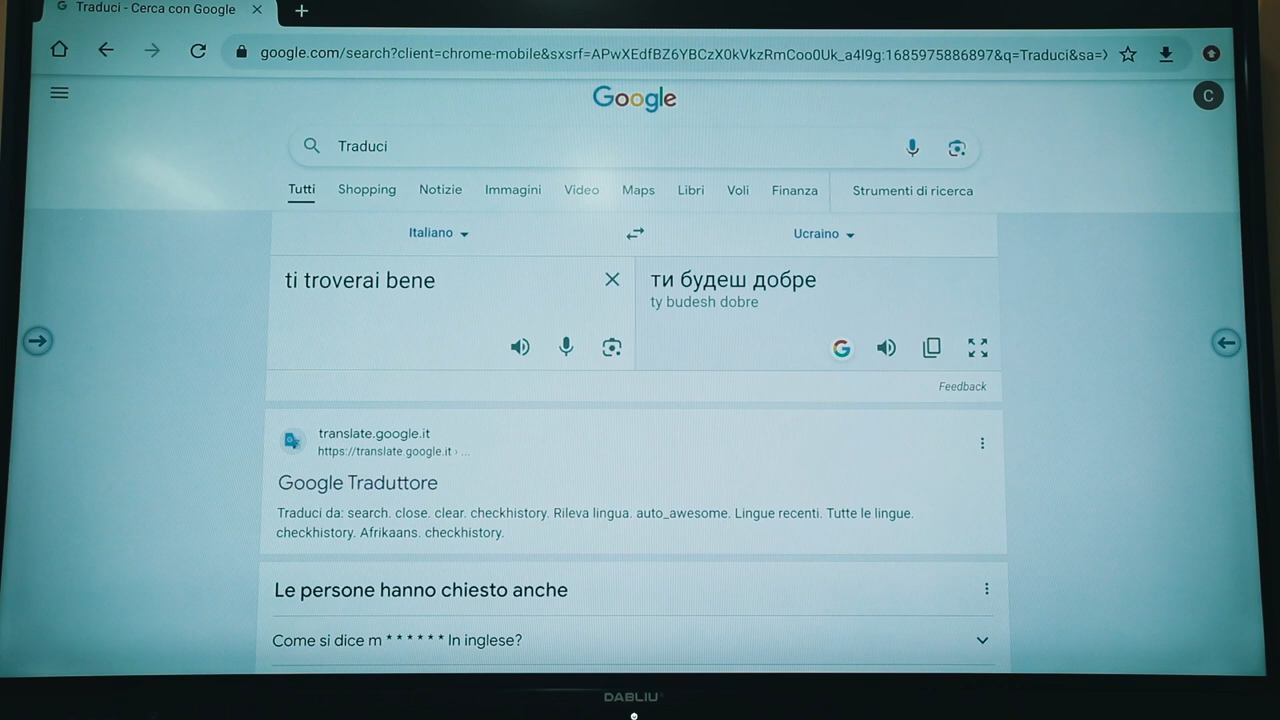 Traduci - Cerca con Google
google.com/search?client=chrome-mobile&sxsrf=APwXEdfBZ6YBCzX0kVkzRmCoo0Uk_a4l9g:1685975886897&q=Traduci&sa=X
Google
C
Traduci
Tutti Shopping Notizie Immagini Video Maps Libri Voli Finanza Strumenti di ricerca
Italiano Ucraino
ti troverai bene ти будеш добре
ty budesh dobre
Feedback
translate.google.it
https://translate.google.it › ...
Google Traduttore
Traduci da: search. close. clear. checkhistory. Rileva lingua. auto_awesome. Lingue recenti. Tutte le lingue.
checkhistory. Afrikaans. checkhistory.
Le persone hanno chiesto anche
Come si dice m * * * * * * In inglese?
DABLIU